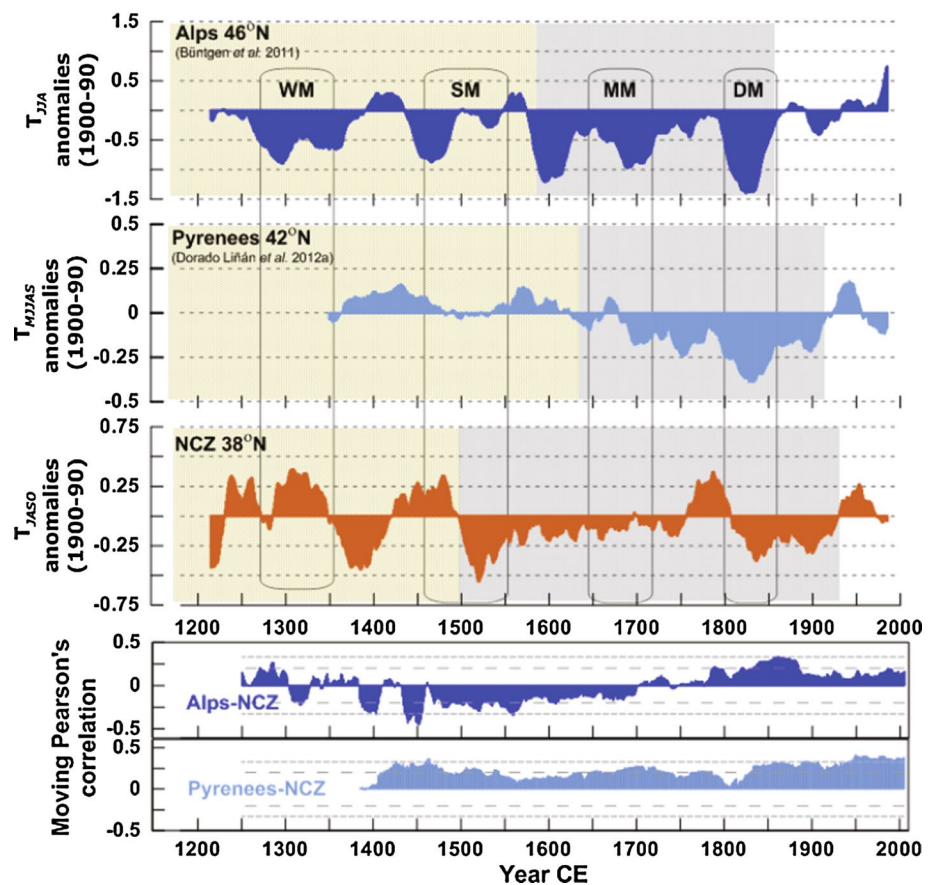 1.5
Alps 46°N
(Büntgen et al. 2011)
0.5
WM SM MM DM
-0.5
-1.5
T JJA
anomalies
(1900-90)
0.5
Pyrenees 42°N
(Dorado Liñán et al. 2012a)
0.25
0
-0.25
-0.5
T MJJAS
anomalies
(1900-90)
0.75
NCZ 38°N
0.25
-0.25
-0.75
T JASO
anomalies
(1900-90)
1200 1300 1400 1500 1600 1700 1800 1900 2000
0.5
0
Alps-NCZ
-0.5
0.5
Pyrenees-NCZ
0
-0.5
Moving Pearson's
correlation
1200 1300 1400 1500 1600 1700 1800 1900 2000
Year CE